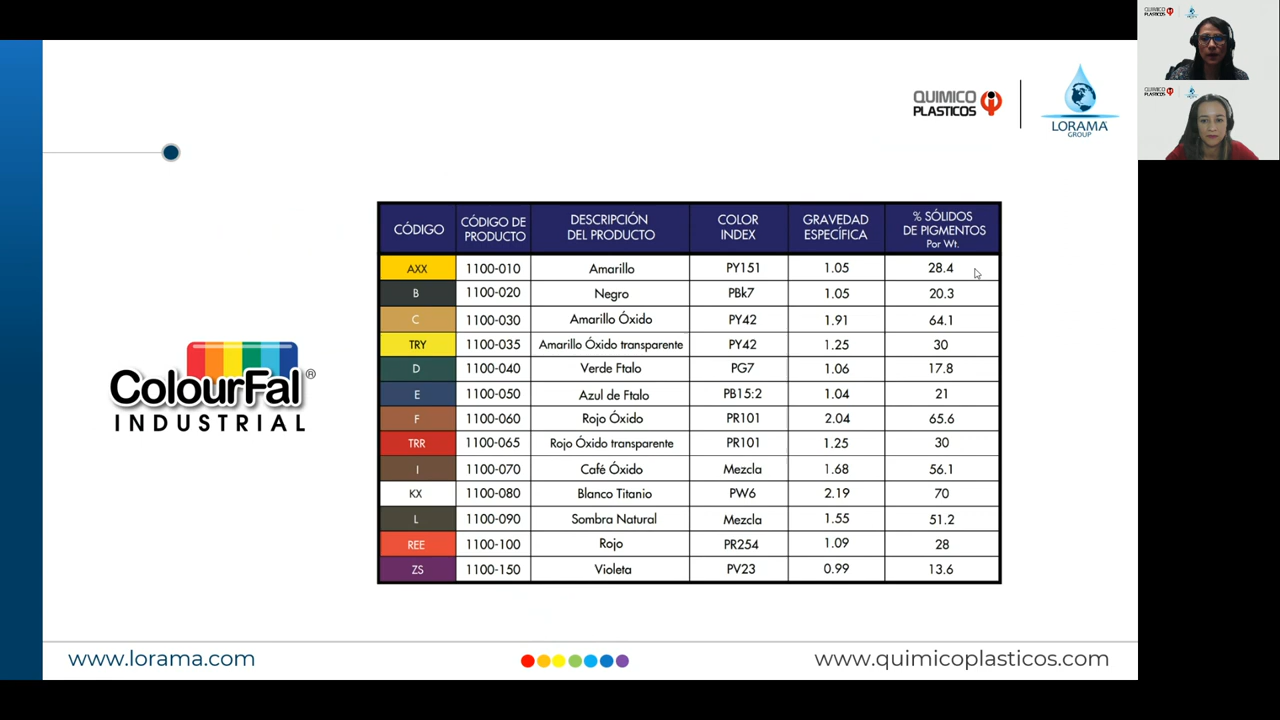 QUIMICO
PLASTICOS
LORAMA
GROUP
ColourFal®
INDUSTRIAL
CÓDIGO CÓDIGO DE PRODUCTO DESCRIPCIÓN DEL PRODUCTO COLOR INDEX GRAVEDAD ESPECÍFICA % SÓLIDOS DE PIGMENTOS Por Wt.
AXX 1100-010 Amarillo PY151 1.05 28.4
B 1100-020 Negro PBk7 1.05 20.3
C 1100-030 Amarillo Óxido PY42 1.91 64.1
TRY 1100-035 Amarillo Óxido transparente PY42 1.25 30
D 1100-040 Verde Ftalo PG7 1.06 17.8
E 1100-050 Azul de Ftalo PB15:2 1.04 21
F 1100-060 Rojo Óxido PR101 2.04 65.6
TRR 1100-065 Rojo Óxido transparente PR101 1.25 30
I 1100-070 Café Óxido Mezcla 1.68 56.1
KX 1100-080 Blanco Titanio PW6 2.19 70
L 1100-090 Sombra Natural Mezcla 1.55 51.2
REE 1100-100 Rojo PR254 1.09 28
ZS 1100-150 Violeta PV23 0.99 13.6
www.lorama.com
www.quimicoplasticos.com
QUIMICO
PLASTICOS
QUIMICO
PLASTICOS